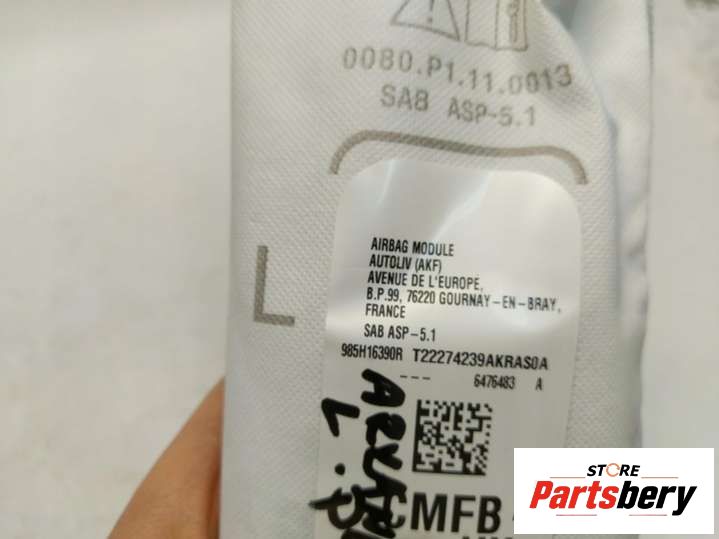 0080.P1.11.0013
SAB ASP-5.1
L
AIRBAG MODULE
AUTOLIV (AKF)
AVENUE DE L'EUROPE,
B.P.99, 76220 GOURNAY-EN-BRAY,
FRANCE
SAB ASP-5.1
985H16390R T22274239AKRAS0A
--- 6476483 A
CMFB
STORE
Partsbery